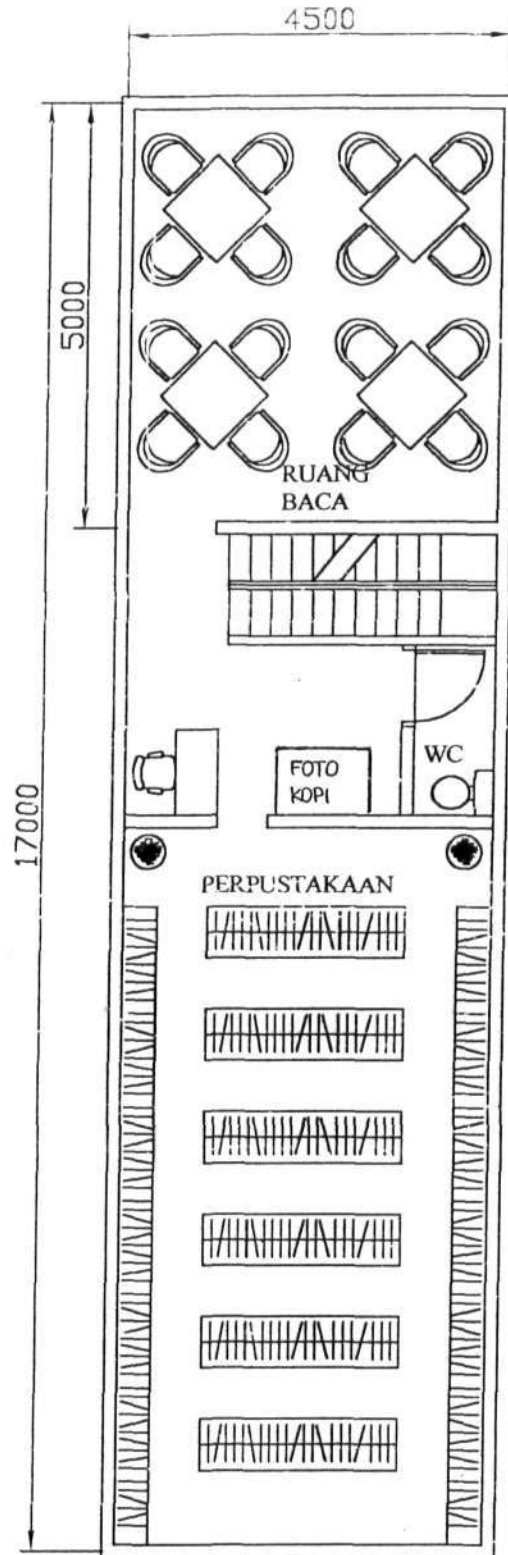 4500
5000
17000
RUANG
BACA
WC
FOTO
KOPI
PERPUSTAKAAN